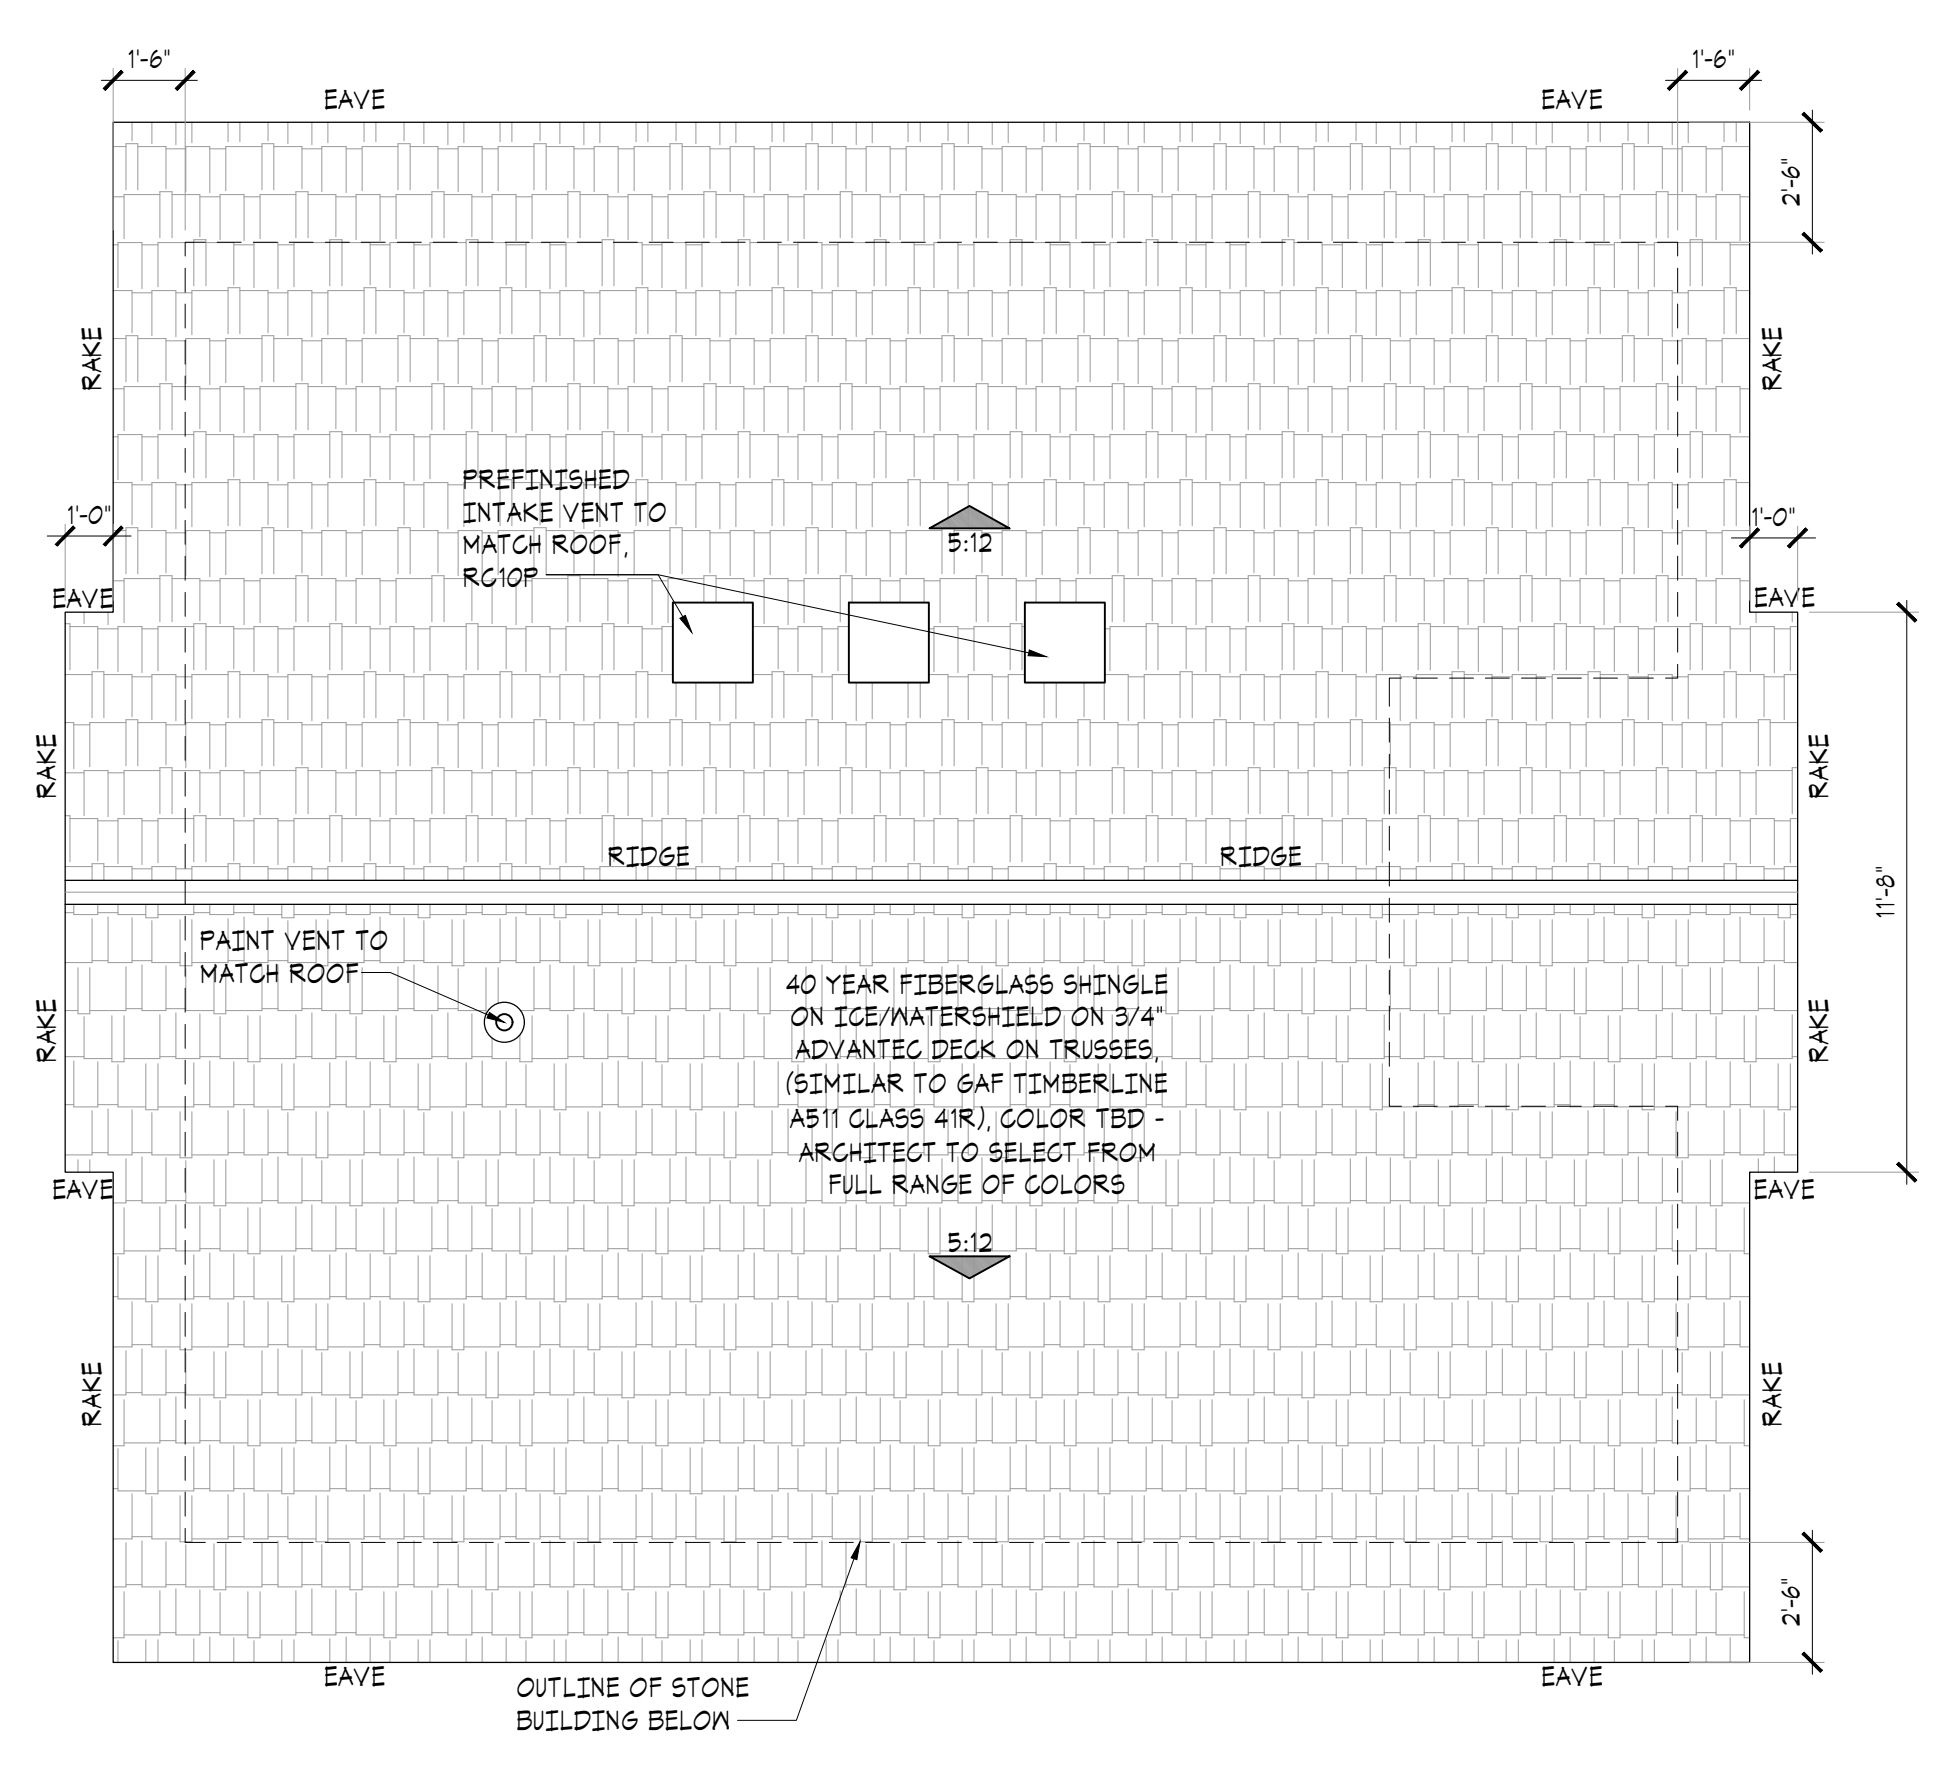 1'-6"
1'-6"
EAVE
EAVE
2'-6"
RAKE
RAKE
PREFINISHED
INTAKE VENT TO
MATCH ROOF,
RC10P
1'-0"
1'-0"
5:12
EAVE
EAVE
RAKE
RAKE
RIDGE
RIDGE
11'-8"
PAINT VENT TO
MATCH ROOF
RAKE
RAKE
40 YEAR FIBERGLASS SHINGLE
ON ICE/WATERSHIELD ON 3/4"
ADVANTEC DECK ON TRUSSES,
(SIMILAR TO GAF TIMBERLINE
A511 CLASS 41R), COLOR TBD -
ARCHITECT TO SELECT FROM
FULL RANGE OF COLORS
EAVE
EAVE
5:12
RAKE
RAKE
2'-6"
EAVE
EAVE
OUTLINE OF STONE
BUILDING BELOW